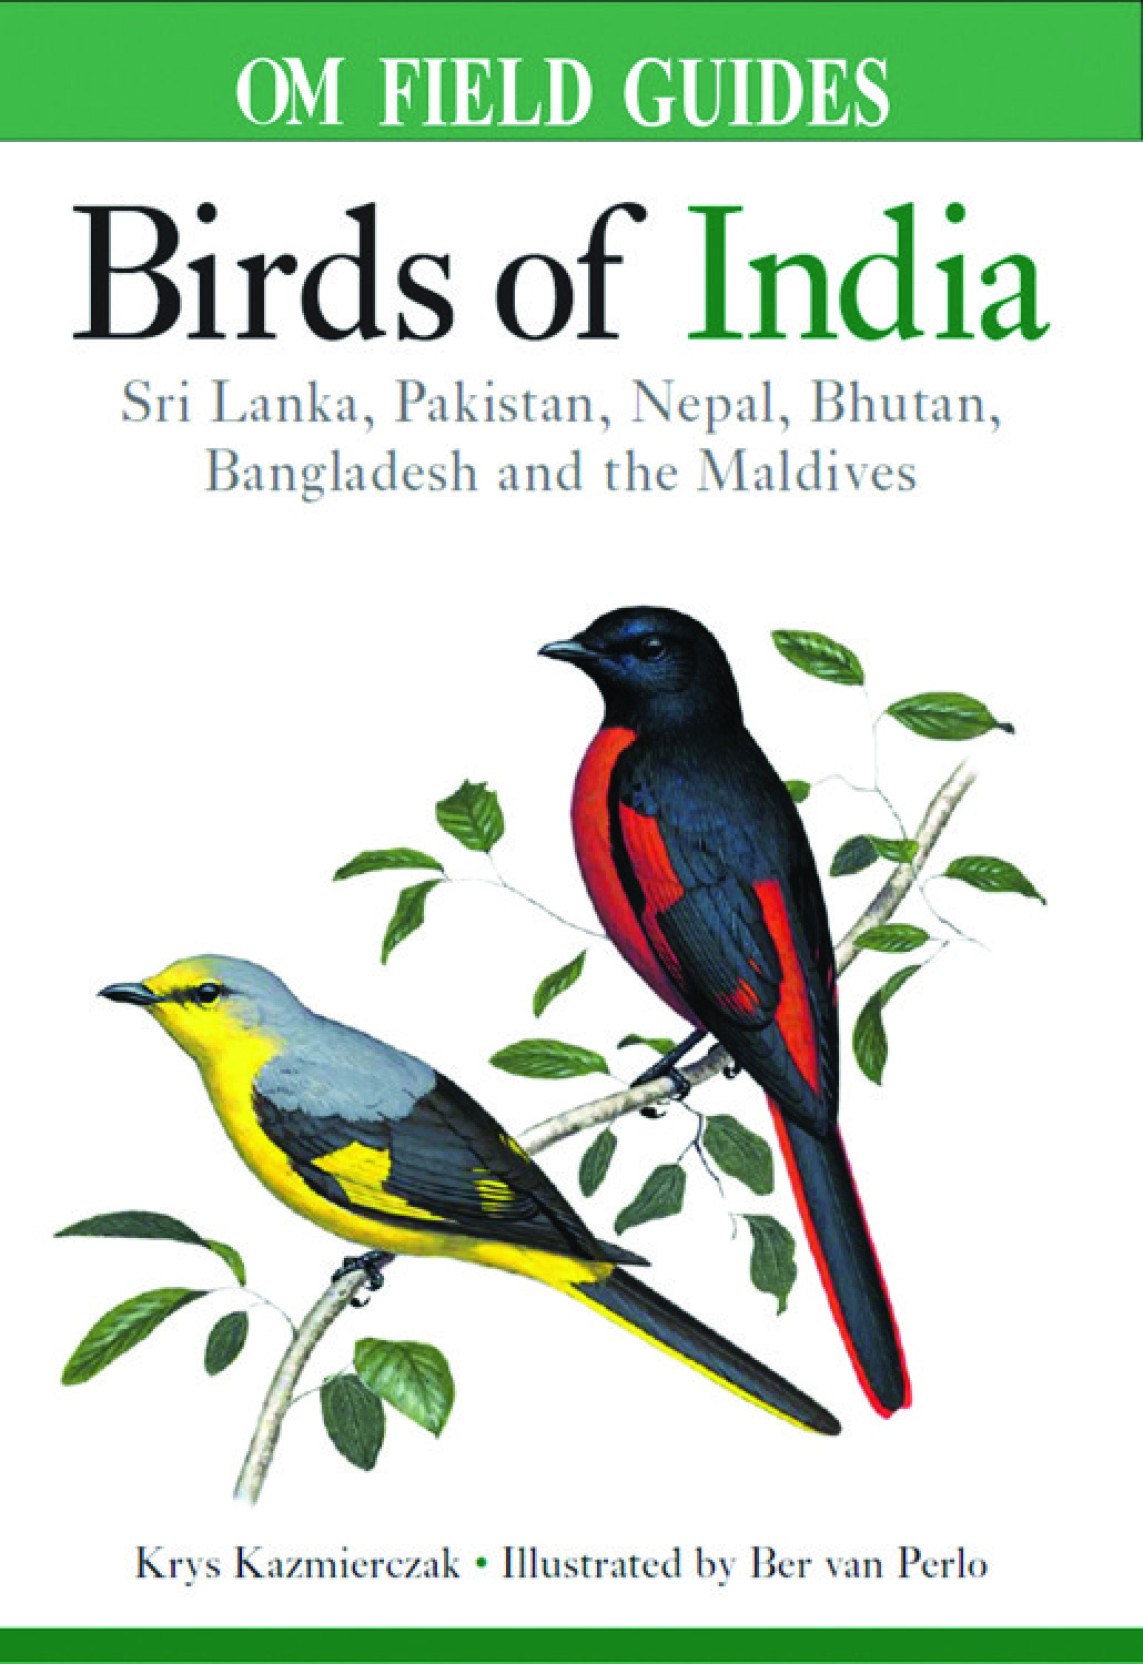 OM FIELD GUIDES
Birds of India
Sri Lanka, Pakistan, Nepal, Bhutan,
Bangladesh and the Maldives
Krys Kazmierczak • Illustrated by Ber van Perlo